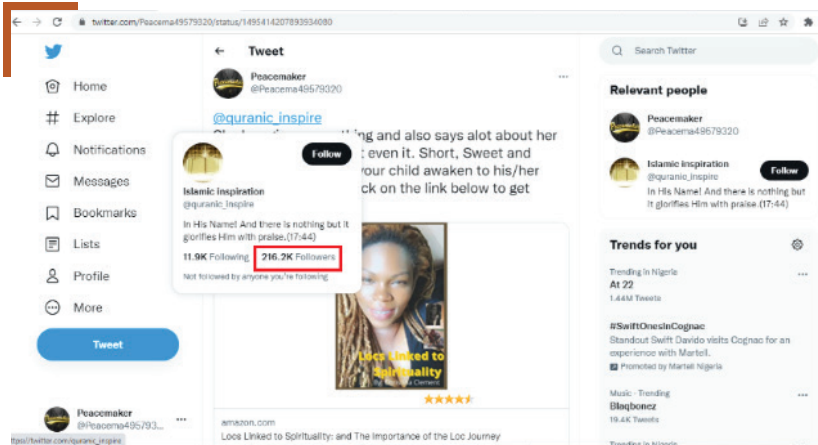 twitter.com/Peacema49579320/status/1495414207893934080
Home
Explore
Notifications
Messages
Bookmarks
Lists
Profile
More
Tweet
Peacemaker
@Peacema495793...
ttps://twitter.com/quranic_inspire
Tweet
Peacemaker
@Peacema49579320
@quranic_inspire
thing and also says alot about her
t even it. Short, Sweet and
your child awaken to his/her
ck on the link below to get
Follow
Islamic inspiration
@quranic_inspire
In His Name! And there is nothing but it
glorifies Him with praise.(17:44)
11.9K Following 216.2K Followers
Not followed by anyone you're following
Locs Linked to
Spirituality
amazon.com
Locs Linked to Spirituality: and The Importance of the Loc Journey
Search Twitter
Relevant people
Peacemaker
@Peacema49579320
Islamic inspiration
@quranic_inspire
Follow
In His Name! And there is nothing but
it glorifies Him with praise.(17:44)
Trends for you
Trending in Nigeria
At 22
1.44M Tweets
#SwiftOnesInCognac
Standout Swift Davido visits Cognac for an
experience with Martell.
Promoted by Martell Nigeria
Music · Trending
Blaqbonez
19.4K Tweets
Trending in Nigeria